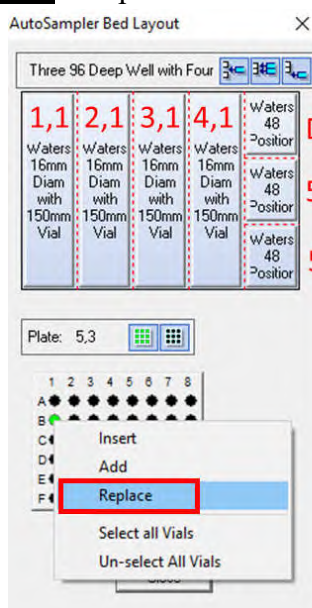 AutoSampler Bed Layout
Three 96 Deep Well with Four
1,1 2,1 3,1 4,1
Waters 16mm Diam with 150mm Vial
Waters 16mm Diam with 150mm Vial
Waters 16mm Diam with 150mm Vial
Waters 16mm Diam with 150mm Vial
Waters 48 Position
Waters 48 Position
Waters 48 Position
Plate: 5,3
1 2 3 4 5 6 7 8
A
B
C
D
E
F
Insert
Add
Replace
Select all Vials
Un-select All Vials